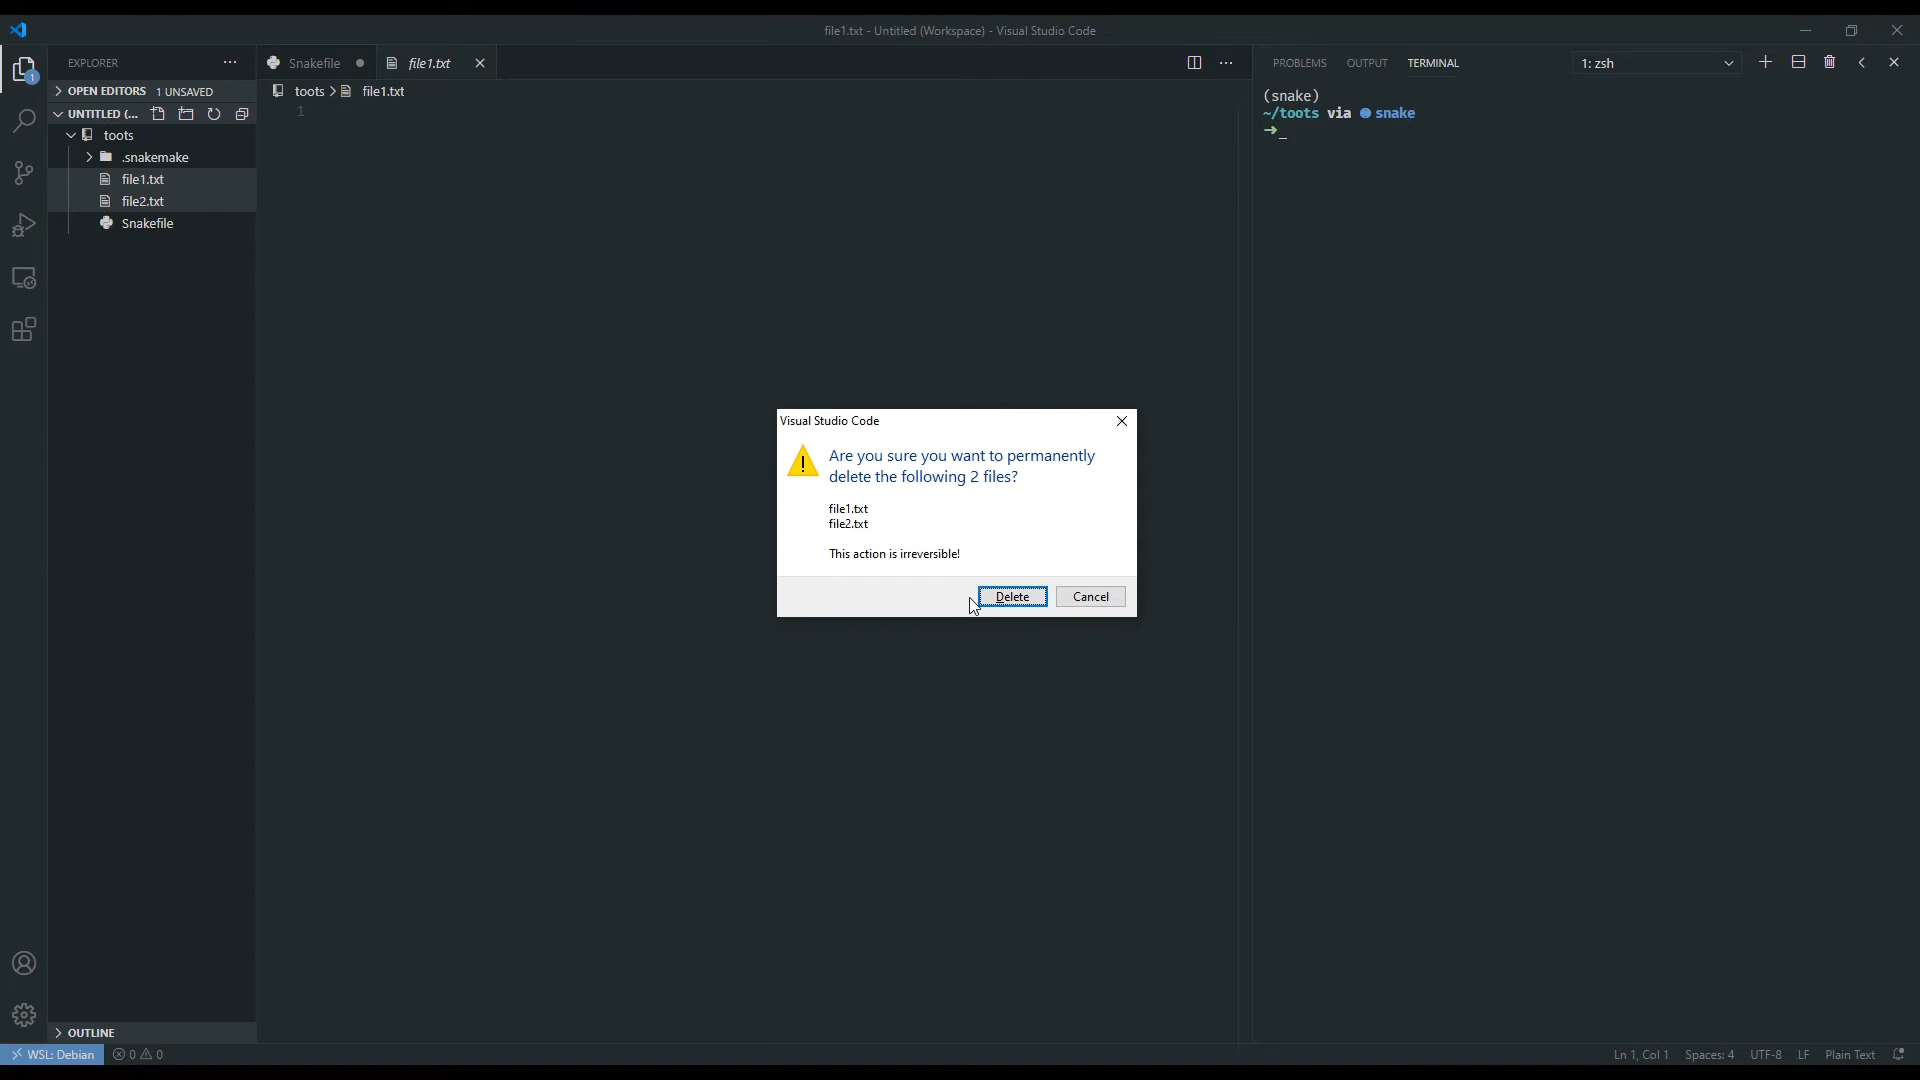 file1.txt - Untitled (Workspace) - Visual Studio Code
EXPLORER
Snakefile
file1.txt
PROBLEMS
OUTPUT
TERMINAL
1: zsh
1
OPEN EDITORS 1 UNSAVED
toots
file1.txt
UNTITLED (...
toots
.snakemake
file1.txt
file2.txt
Snakefile
1
(snake)
~/toots via snake
➜ _
Visual Studio Code
Are you sure you want to permanently
delete the following 2 files?
file1.txt
file2.txt
This action is irreversible!
Delete
Cancel
OUTLINE
WSL: Debian
0
0
Ln 1, Col 1
Spaces: 4
UTF-8
LF
Plain Text